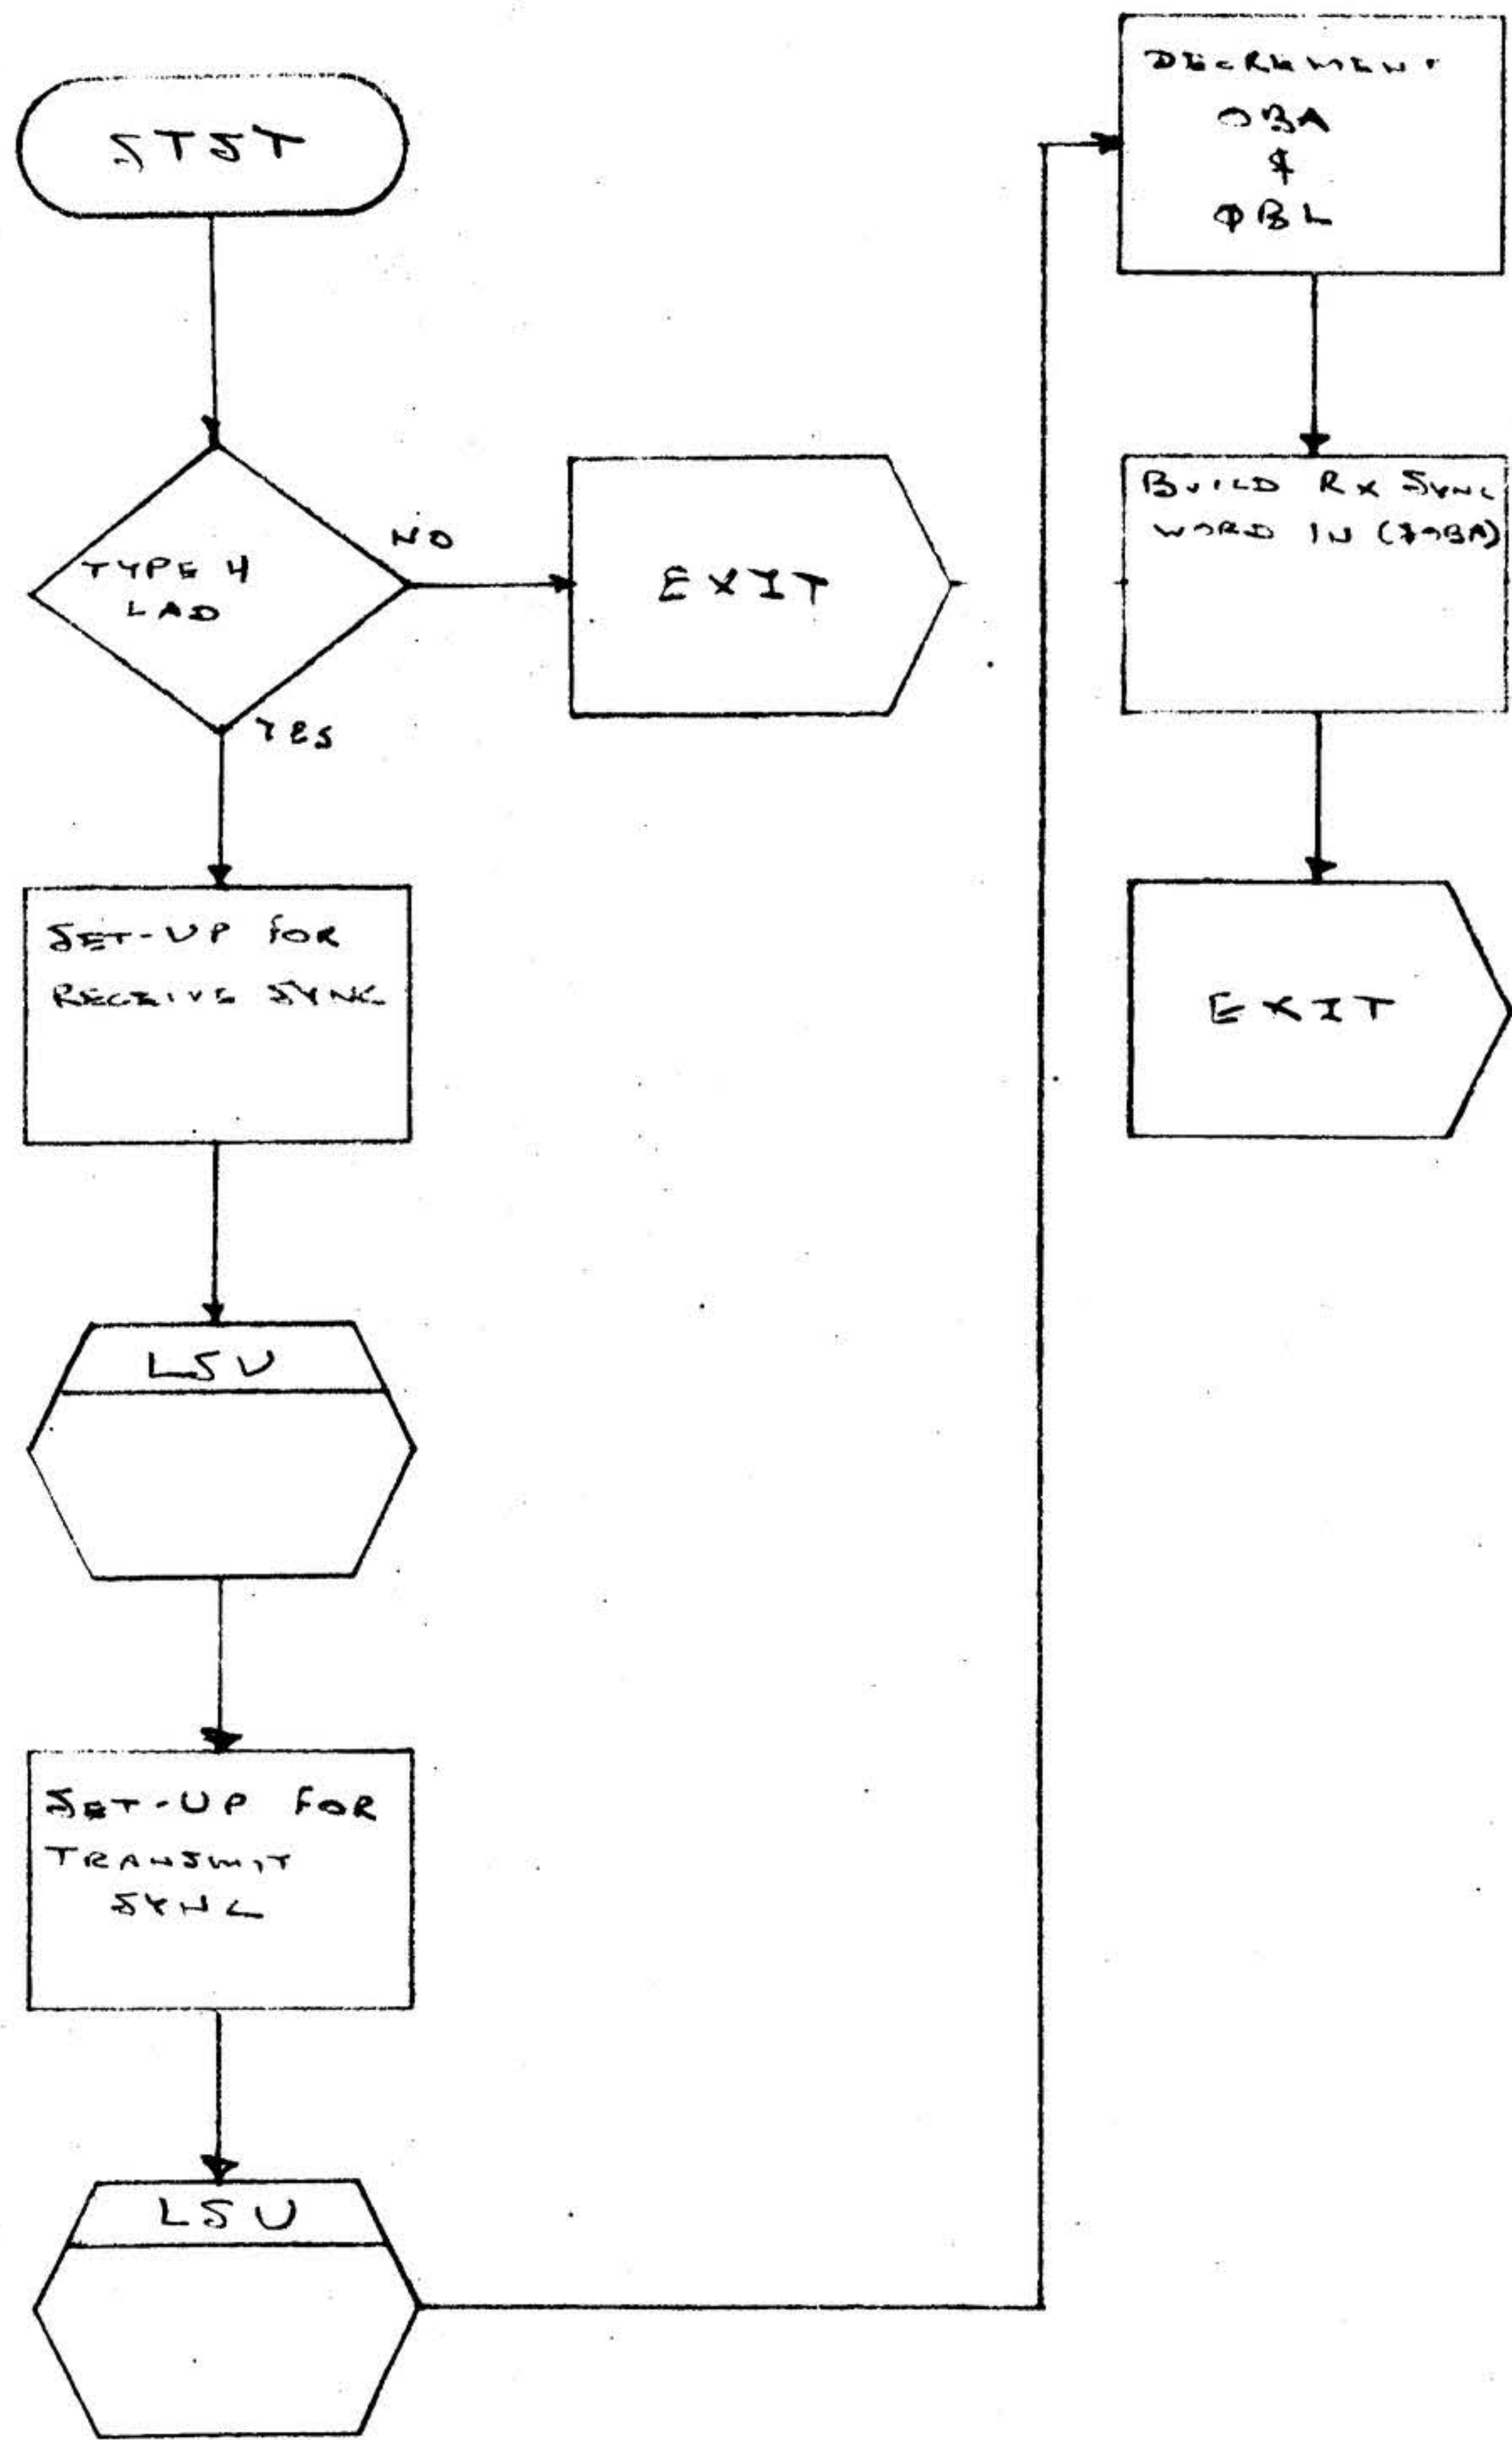 STST
TYPE 4
LAD
NO
EXIT
YES
SET-UP FOR
RECEIVE SYNC
LSU
SET-UP FOR
TRANSMIT
SYNC
LSU
DECREMENT
OBA
&
OBL
BUILD RX SYNC
WORD IN
EXIT